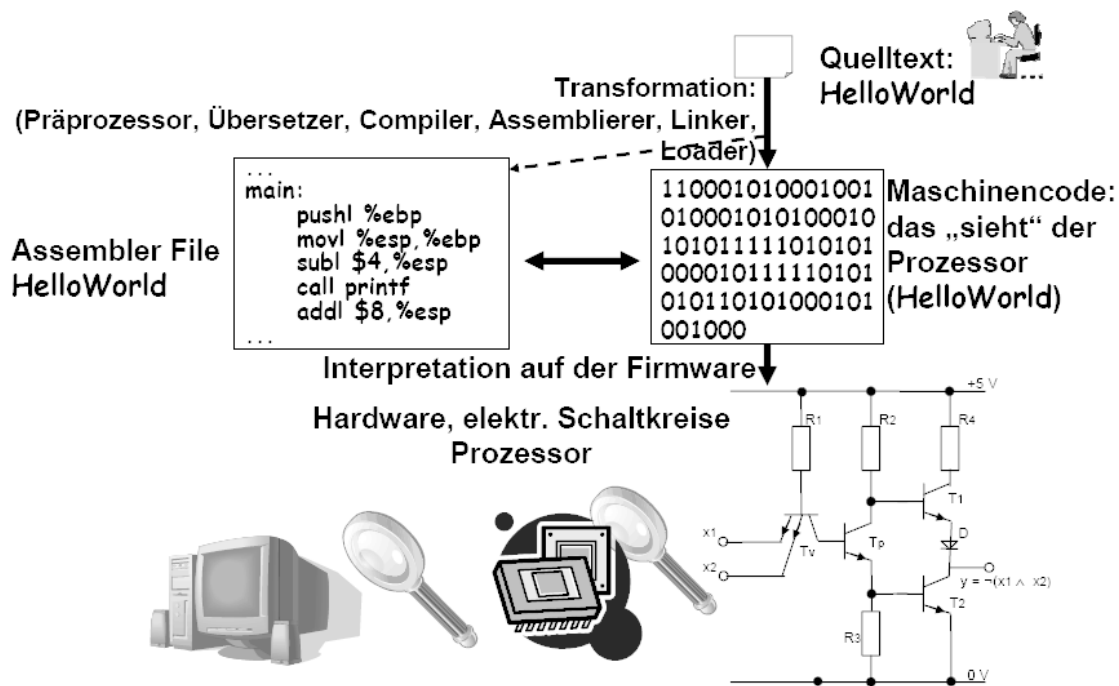 Quelltext:
HelloWorld
Transformation:
(Präprozessor, Übersetzer, Compiler, Assemblierer, Linker,
Loader)
...
main:
pushl %ebp
movl %esp,%ebp
subl $4,%esp
call printf
addl $8,%esp
...
Assembler File
HelloWorld
110001010001001
010001010100010
101011111010101
000010111110101
010110101000101
001000
Maschinencode:
das „sieht“ der
Prozessor
(HelloWorld)
Interpretation auf der Firmware
Hardware, elektr. Schaltkreise
Prozessor
+5 V
R1
R2
R4
T1
x1
Tv
Tp
D
x2
y = ¬(x1 ∧ x2)
T2
R3
0 V